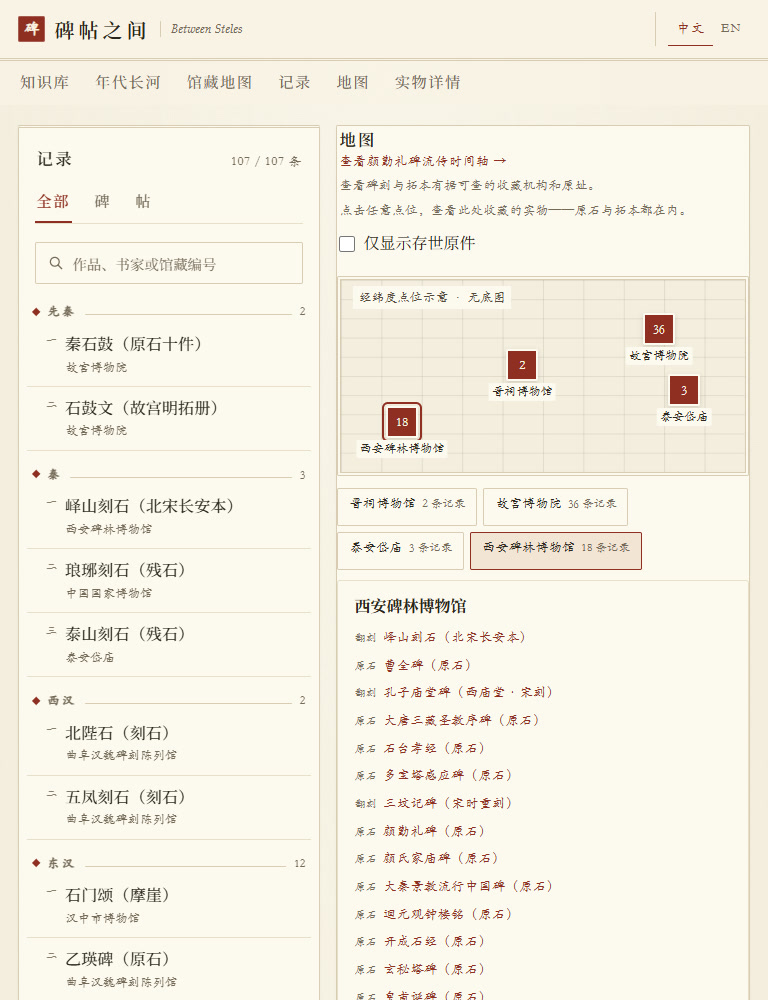 碑
碑帖之间
Between Steles
中文
EN
知识库
年代长河
馆藏地图
记录
地图
实物详情
记录
107 / 107 条
全部
碑
帖
作品、书家或馆藏编号
先秦
2
一 秦石鼓（原石十件）
故宫博物院
二 石鼓文（故宫明拓册）
故宫博物院
秦
3
一 峄山刻石（北宋长安本）
西安碑林博物馆
二 琅琊刻石（残石）
中国国家博物馆
三 泰山刻石（残石）
泰安岱庙
西汉
2
一 北陛石（刻石）
曲阜汉魏碑刻陈列馆
二 五凤刻石（刻石）
曲阜汉魏碑刻陈列馆
东汉
12
一 石门颂（摩崖）
汉中市博物馆
二 乙瑛碑（原石）
曲阜汉魏碑刻陈列馆
地图
查看颜勤礼碑流传时间轴 →
查看碑刻与拓本有据可查的收藏机构和原址。
点击任意点位，查看此处收藏的实物——原石与拓本都在内。
仅显示存世原件
经纬度点位示意 · 无底图
36
故宫博物院
2
晋祠博物馆
3
泰安岱庙
18
西安碑林博物馆
晋祠博物馆 2 条记录
故宫博物院 36 条记录
泰安岱庙 3 条记录
西安碑林博物馆 18 条记录
西安碑林博物馆
翻刻 峄山刻石（北宋长安本）
原石 曹全碑（原石）
翻刻 孔子庙堂碑（西庙堂 · 宋刻）
原石 大唐三藏圣教序碑（原石）
原石 石台孝经（原石）
原石 多宝塔感应碑（原石）
翻刻 三坟记碑（宋时重刻）
原石 颜勤礼碑（原石）
原石 颜氏家庙碑（原石）
原石 大秦景教流行中国碑（原石）
原石 迴元观钟楼铭（原石）
原石 开成石经（原石）
原石 玄秘塔碑（原石）
原石 皇甫诞碑（原石）